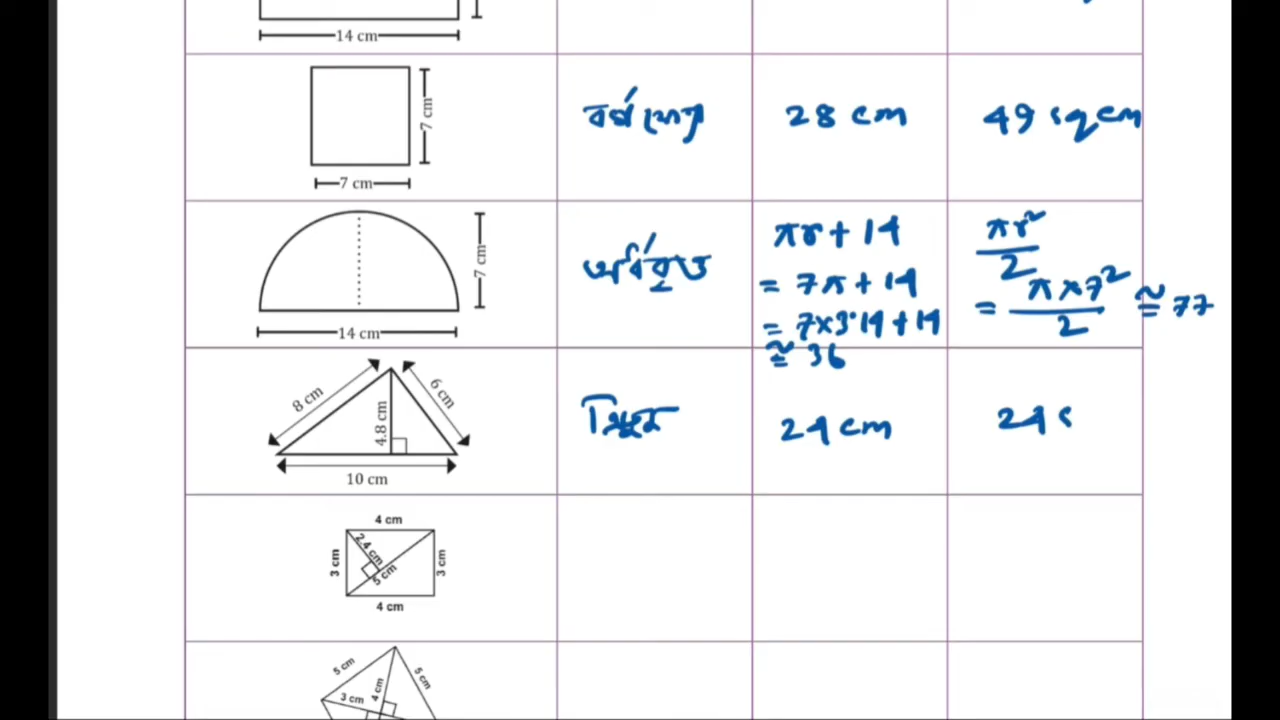 14 cm
7 cm
7 cm
বর্গক্ষেত্র
28 cm
49 sq cm
7 cm
14 cm
অর্ধবৃত্ত
πr + 14
= 7π + 14
= 7×3.14 + 14
≅ 36
πr²/2
= π×7²/2 ≅ 77
8 cm
6 cm
4.8 cm
10 cm
ত্রিভুজ
24 cm
24 s
4 cm
3 cm
2.4 cm
5 cm
3 cm
4 cm
5 cm
5 cm
3 cm
4 cm